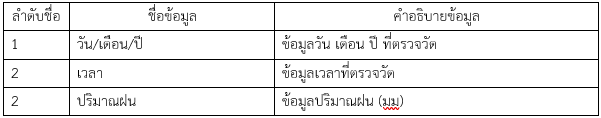 ลำดับชื่อ ชื่อข้อมูล คำอธิบายข้อมูล
1 วัน/เดือน/ปี ข้อมูลวัน เดือน ปี ที่ตรวจวัด
2 เวลา ข้อมูลเวลาที่ตรวจวัด
2 ปริมาณฝน ข้อมูลปริมาณฝน (มม)